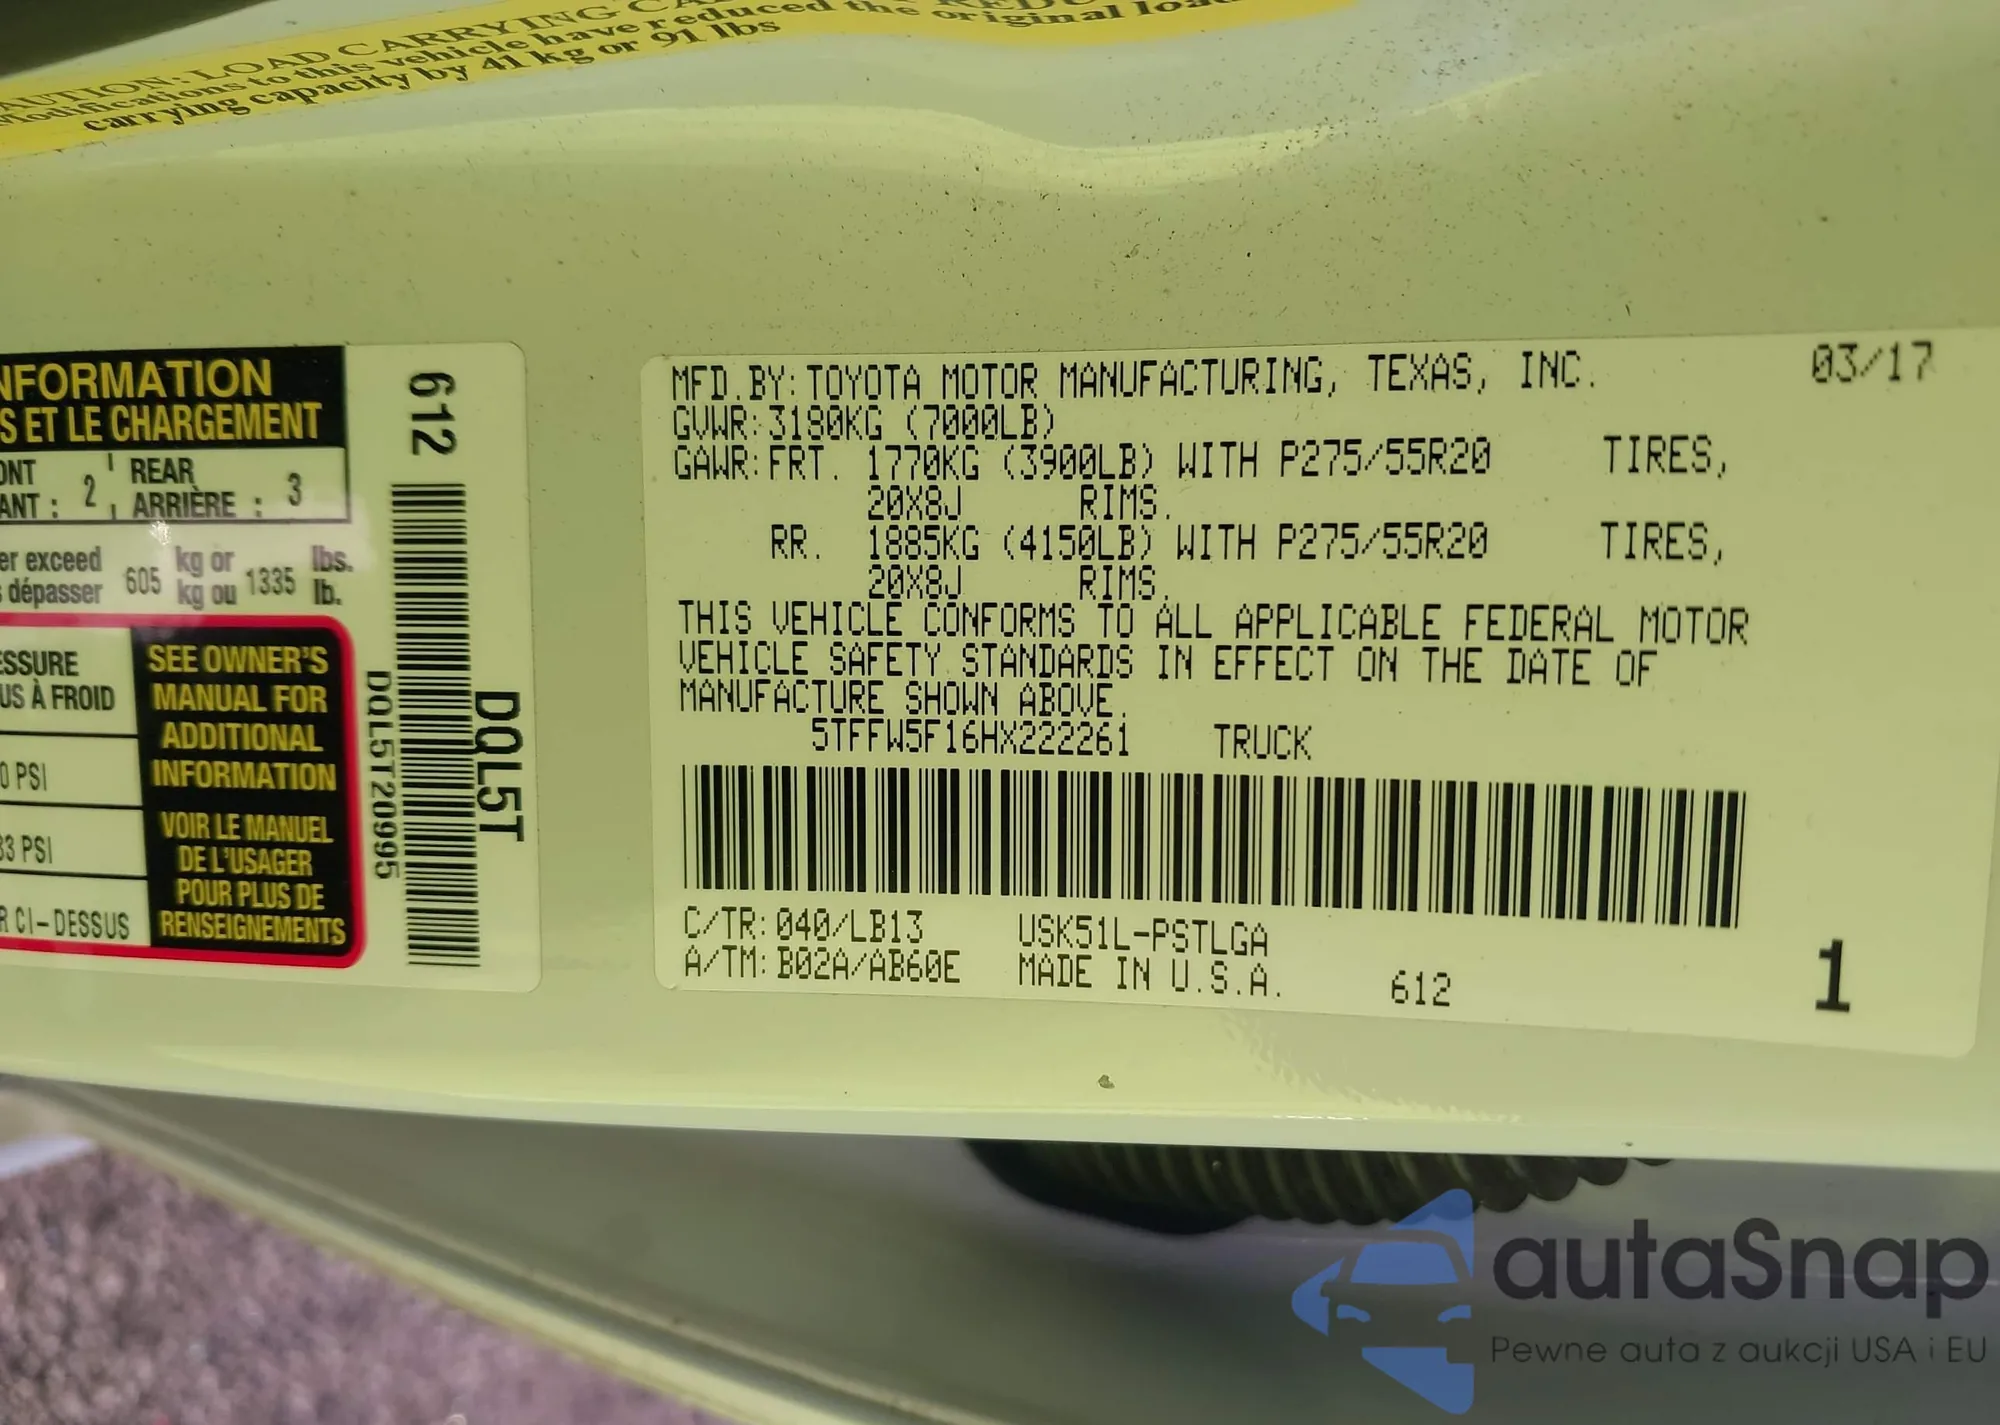 AUTION: LOAD CARRYING CA
Modifications to this vehicle have reduced the original loa
carrying capacity by 41 kg or 91 lbs
NFORMATION
S ET LE CHARGEMENT
ONT
ANT : 2
REAR
ARRIÈRE : 3
er exceed
s dépasser 605 kg or
kg ou 1335 lbs.
lb.
ESSURE
US À FROID
0 PSI
33 PSI
R CI-DESSUS
SEE OWNER'S
MANUAL FOR
ADDITIONAL
INFORMATION
VOIR LE MANUEL
DE L'USAGER
POUR PLUS DE
RENSEIGNEMENTS
612
DQL5T20995
DQL5T
MFD.BY:TOYOTA MOTOR MANUFACTURING, TEXAS, INC. 03/17
GVWR:3180KG (7000LB)
GAWR:FRT. 1770KG (3900LB) WITH P275/55R20 TIRES,
20X8J RIMS.
RR. 1885KG (4150LB) WITH P275/55R20 TIRES,
20X8J RIMS.
THIS VEHICLE CONFORMS TO ALL APPLICABLE FEDERAL MOTOR
VEHICLE SAFETY STANDARDS IN EFFECT ON THE DATE OF
MANUFACTURE SHOWN ABOVE.
5TFFW5F16HX222261 TRUCK
C/TR:040/LB13 USK51L-PSTLGA
A/TM:B02A/AB60E MADE IN U.S.A. 612 1
autaSnap
Pewne auta z aukcji USA i EU